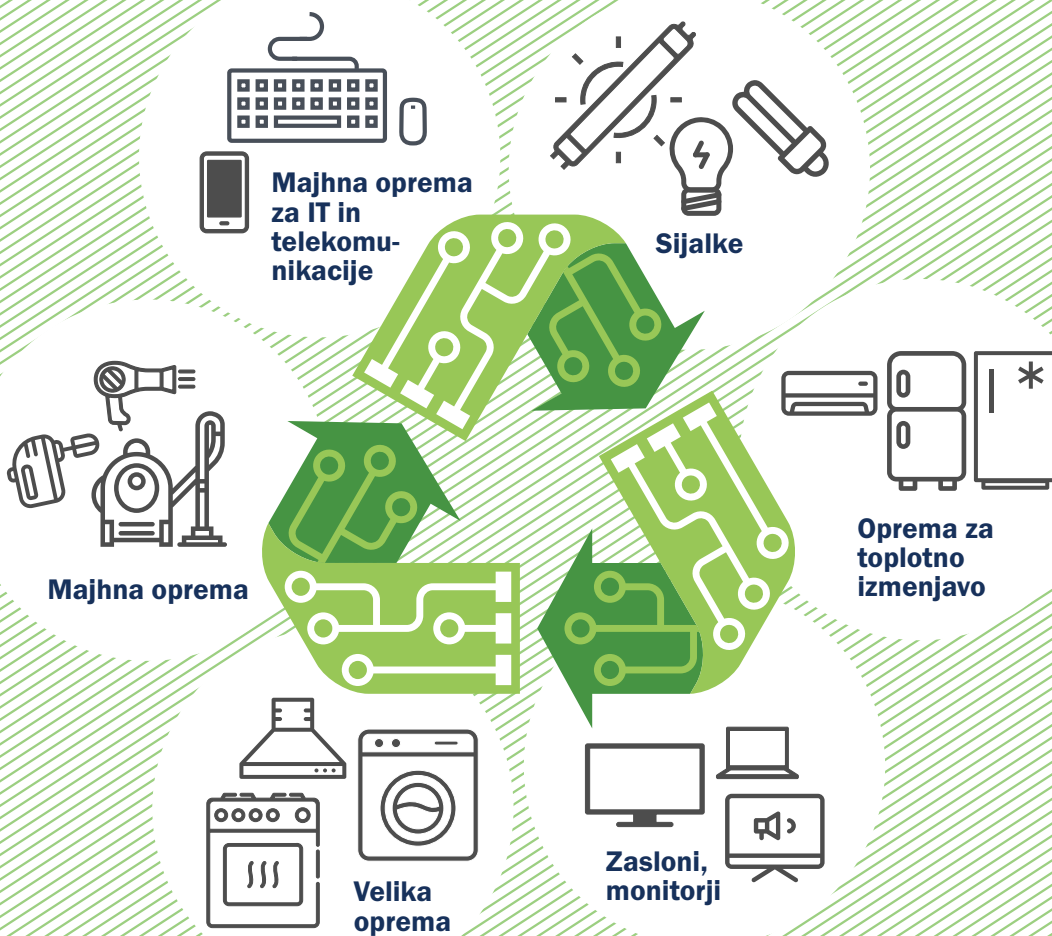 Majhna oprema
za IT in
telekomu-
nikacije
Sijalke
Oprema za
toplotno
izmenjavo
Majhna oprema
Zasloni,
monitorji
Velika
oprema